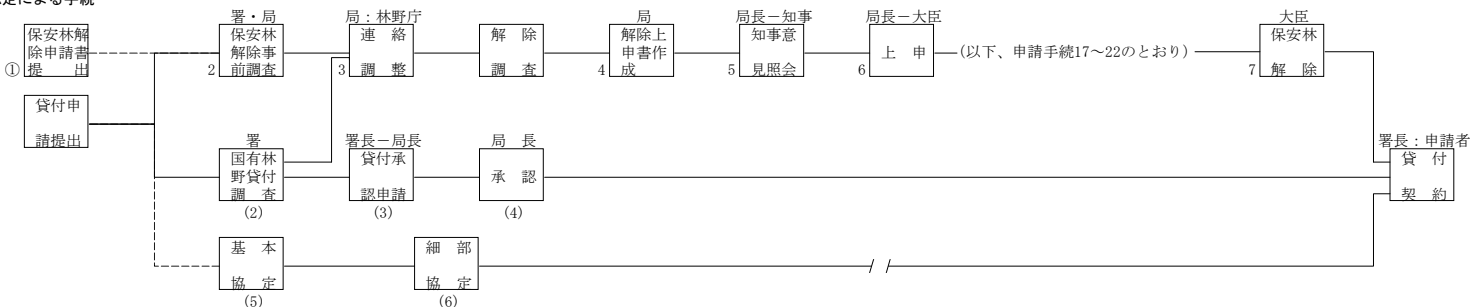 定による手続
署・局　局：林野庁　局　局長－知事　局長－大臣　大臣
保安林解　保安林　連　絡　解　除　解除上　知事意　保安林
除申請書　解除事　申書作　上　申　（以下、申請手続17～22のとおり）
① 提　出　2 前調査　3 調　整　調　査　4 成　5 見照会　6　7 解　除
貸付申
請提出　署　署長－局長　局　長　署長：申請者
国有林　貸付承　貸　付
野貸付　承　認
調　査　認申請　契　約
(2)　(3)　(4)
基　本　細　部
協　定　協　定
(5)　(6)